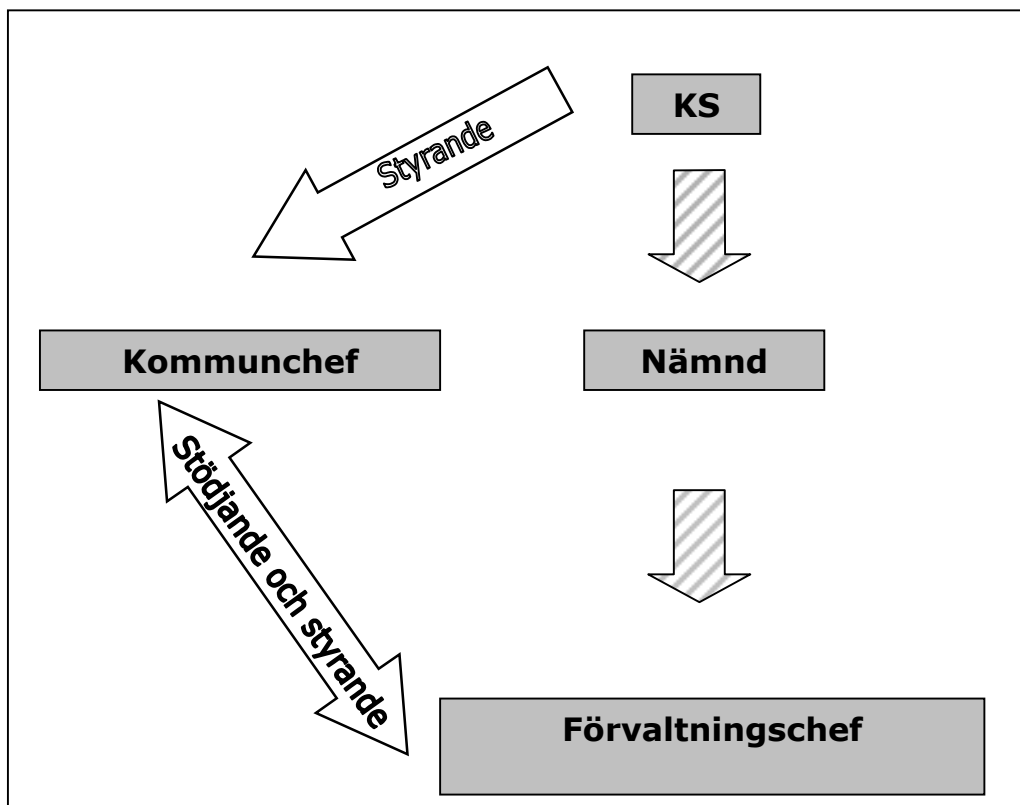 KS
Styrande
Kommunchef
Nämnd
Stödjande och styrande
Förvaltningschef